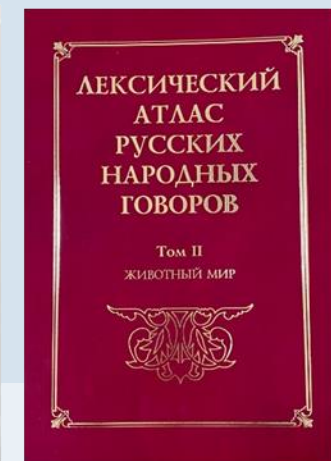 ЛЕКСИЧЕСКИЙ
АТЛАС
РУССКИХ
НАРОДНЫХ
ГОВОРОВ
Том II
ЖИВОТНЫЙ МИР